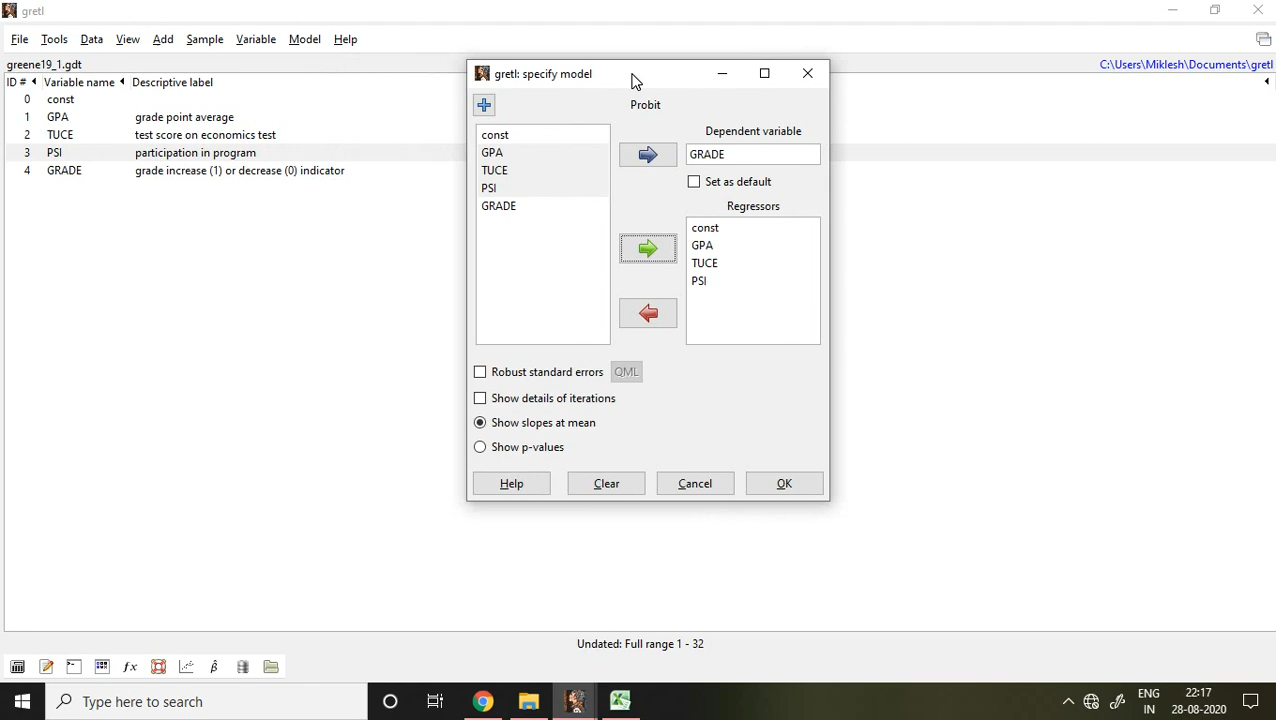 gretl
File Tools Data View Add Sample Variable Model Help
greene19_1.gdt
C:\Users\Miklesh\Documents\gretl
ID # Variable name Descriptive label
0 const
1 GPA grade point average
2 TUCE test score on economics test
3 PSI participation in program
4 GRADE grade increase (1) or decrease (0) indicator
gretl: specify model
Probit
const
GPA
TUCE
PSI
GRADE
Dependent variable
GRADE
Set as default
Regressors
const
GPA
TUCE
PSI
Robust standard errors QML
Show details of iterations
Show slopes at mean
Show p-values
Help Clear Cancel OK
Undated: Full range 1 - 32
fx β
Type here to search
ENG 22:17
IN 28-08-2020